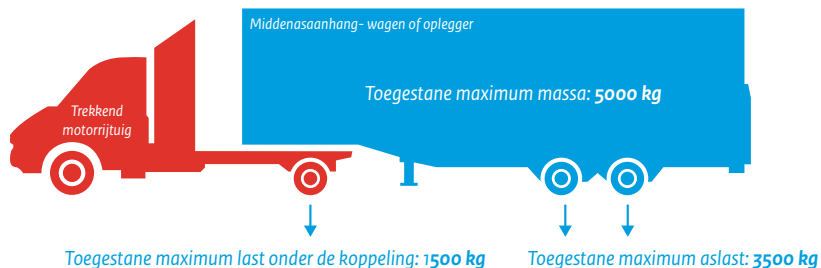 Middenasaanhang- wagen of oplegger
Toegestane maximum massa: 5000 kg
Trekkend
motorrijtuig
Toegestane maximum last onder de koppeling: 1500 kg
Toegestane maximum aslast: 3500 kg